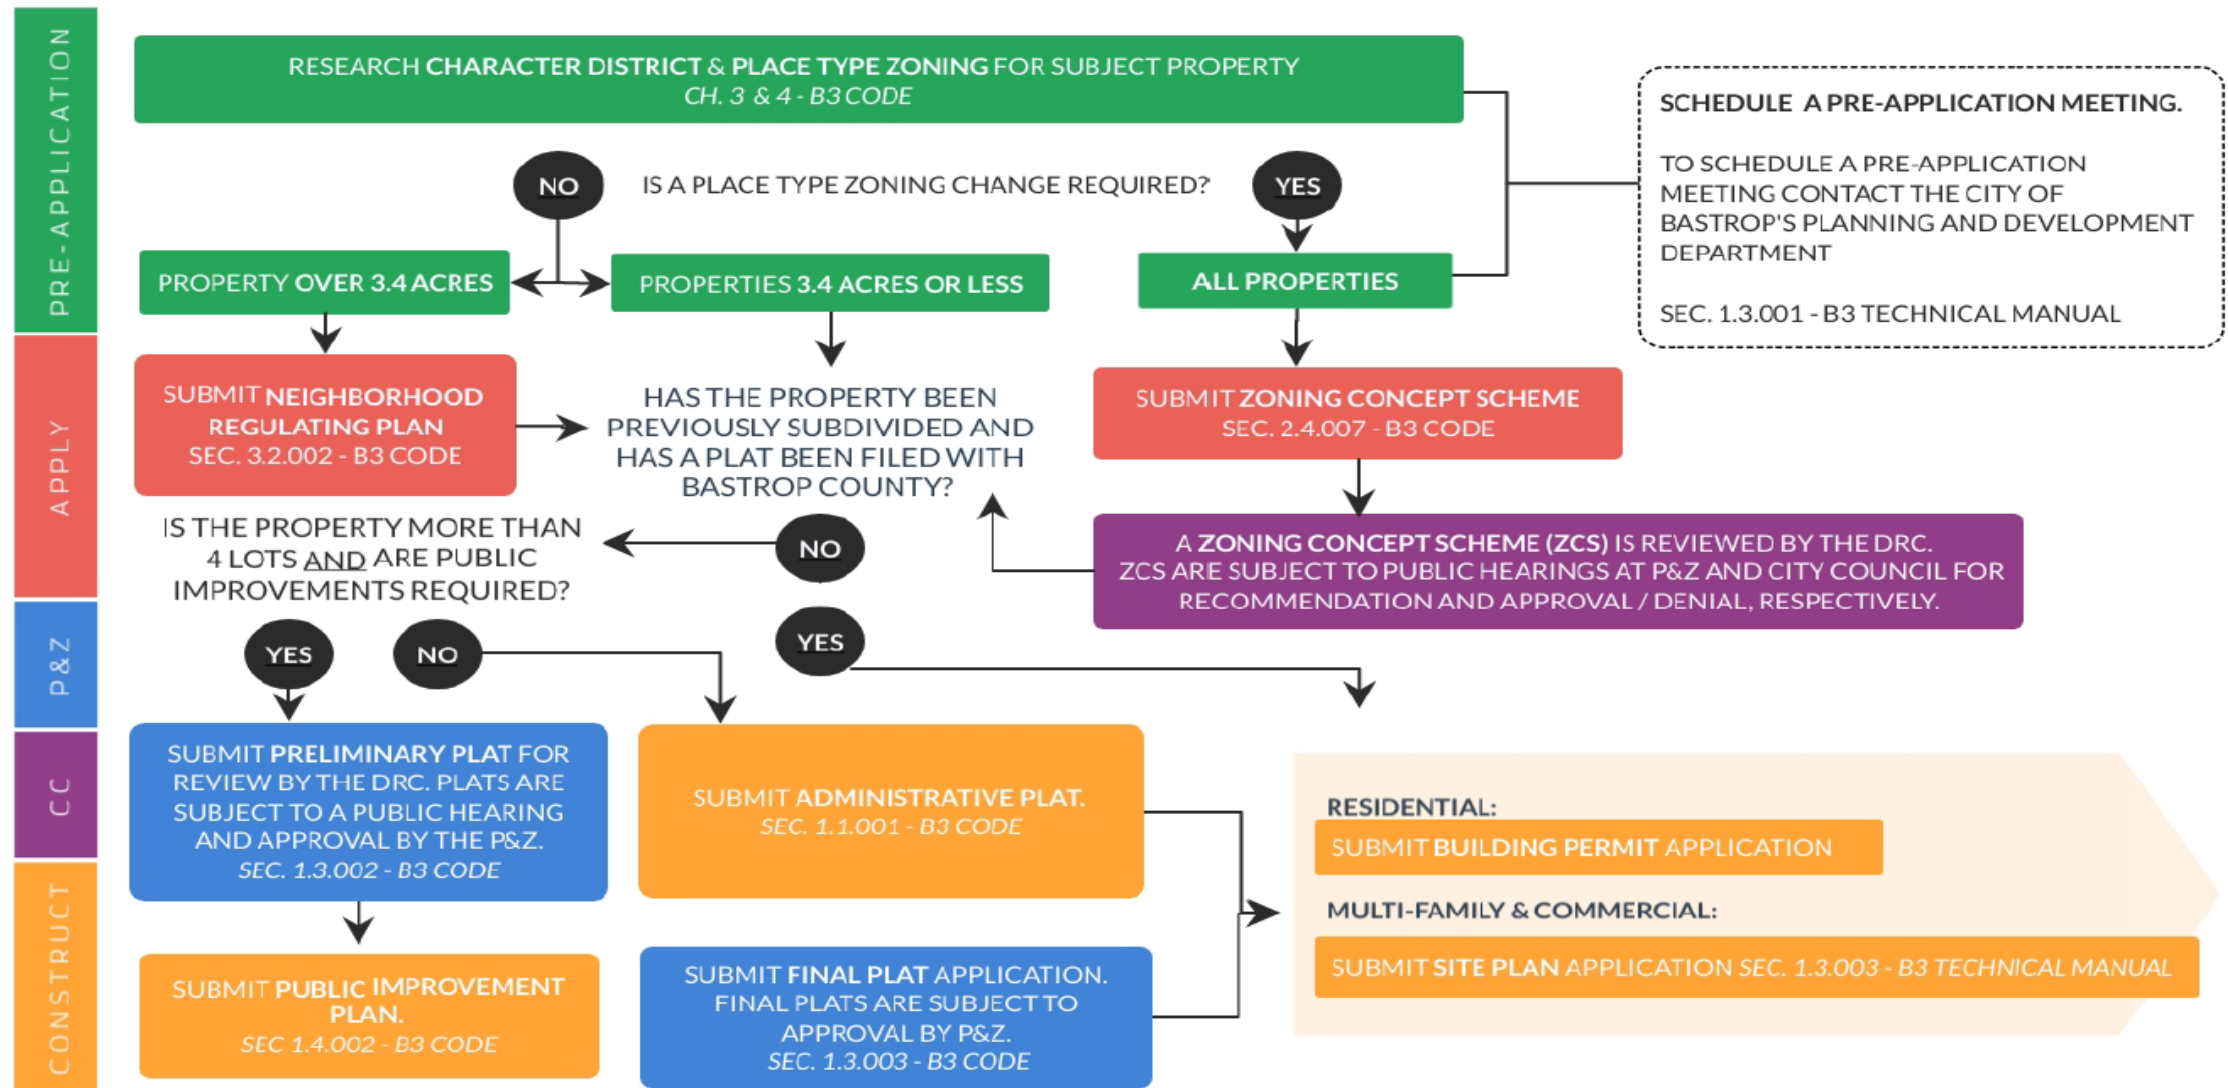 PRE-APPLICATION
RESEARCH CHARACTER DISTRICT & PLACE TYPE ZONING FOR SUBJECT PROPERTY
CH. 3 & 4 - B3 CODE
SCHEDULE A PRE-APPLICATION MEETING.
TO SCHEDULE A PRE-APPLICATION
MEETING CONTACT THE CITY OF
BASTROP'S PLANNING AND DEVELOPMENT
DEPARTMENT
SEC. 1.3.001 - B3 TECHNICAL MANUAL
NO
IS A PLACE TYPE ZONING CHANGE REQUIRED?
YES
PROPERTY OVER 3.4 ACRES
PROPERTIES 3.4 ACRES OR LESS
ALL PROPERTIES
APPLY
SUBMIT NEIGHBORHOOD
REGULATING PLAN
SEC. 3.2.002 - B3 CODE
HAS THE PROPERTY BEEN
PREVIOUSLY SUBDIVIDED AND
HAS A PLAT BEEN FILED WITH
BASTROP COUNTY?
SUBMIT ZONING CONCEPT SCHEME
SEC. 2.4.007 - B3 CODE
IS THE PROPERTY MORE THAN
4 LOTS AND ARE PUBLIC
IMPROVEMENTS REQUIRED?
NO
A ZONING CONCEPT SCHEME (ZCS) IS REVIEWED BY THE DRC.
ZCS ARE SUBJECT TO PUBLIC HEARINGS AT P&Z AND CITY COUNCIL FOR
RECOMMENDATION AND APPROVAL / DENIAL, RESPECTIVELY.
P&Z
YES
NO
YES
CC
SUBMIT PRELIMINARY PLAT FOR
REVIEW BY THE DRC. PLATS ARE
SUBJECT TO A PUBLIC HEARING
AND APPROVAL BY THE P&Z.
SEC. 1.3.002 - B3 CODE
SUBMIT ADMINISTRATIVE PLAT.
SEC. 1.1.001 - B3 CODE
RESIDENTIAL:
SUBMIT BUILDING PERMIT APPLICATION
MULTI-FAMILY & COMMERCIAL:
SUBMIT SITE PLAN APPLICATION SEC. 1.3.003 - B3 TECHNICAL MANUAL
CONSTRUCT
SUBMIT PUBLIC IMPROVEMENT
PLAN.
SEC 1.4.002 - B3 CODE
SUBMIT FINAL PLAT APPLICATION.
FINAL PLATS ARE SUBJECT TO
APPROVAL BY P&Z.
SEC. 1.3.003 - B3 CODE